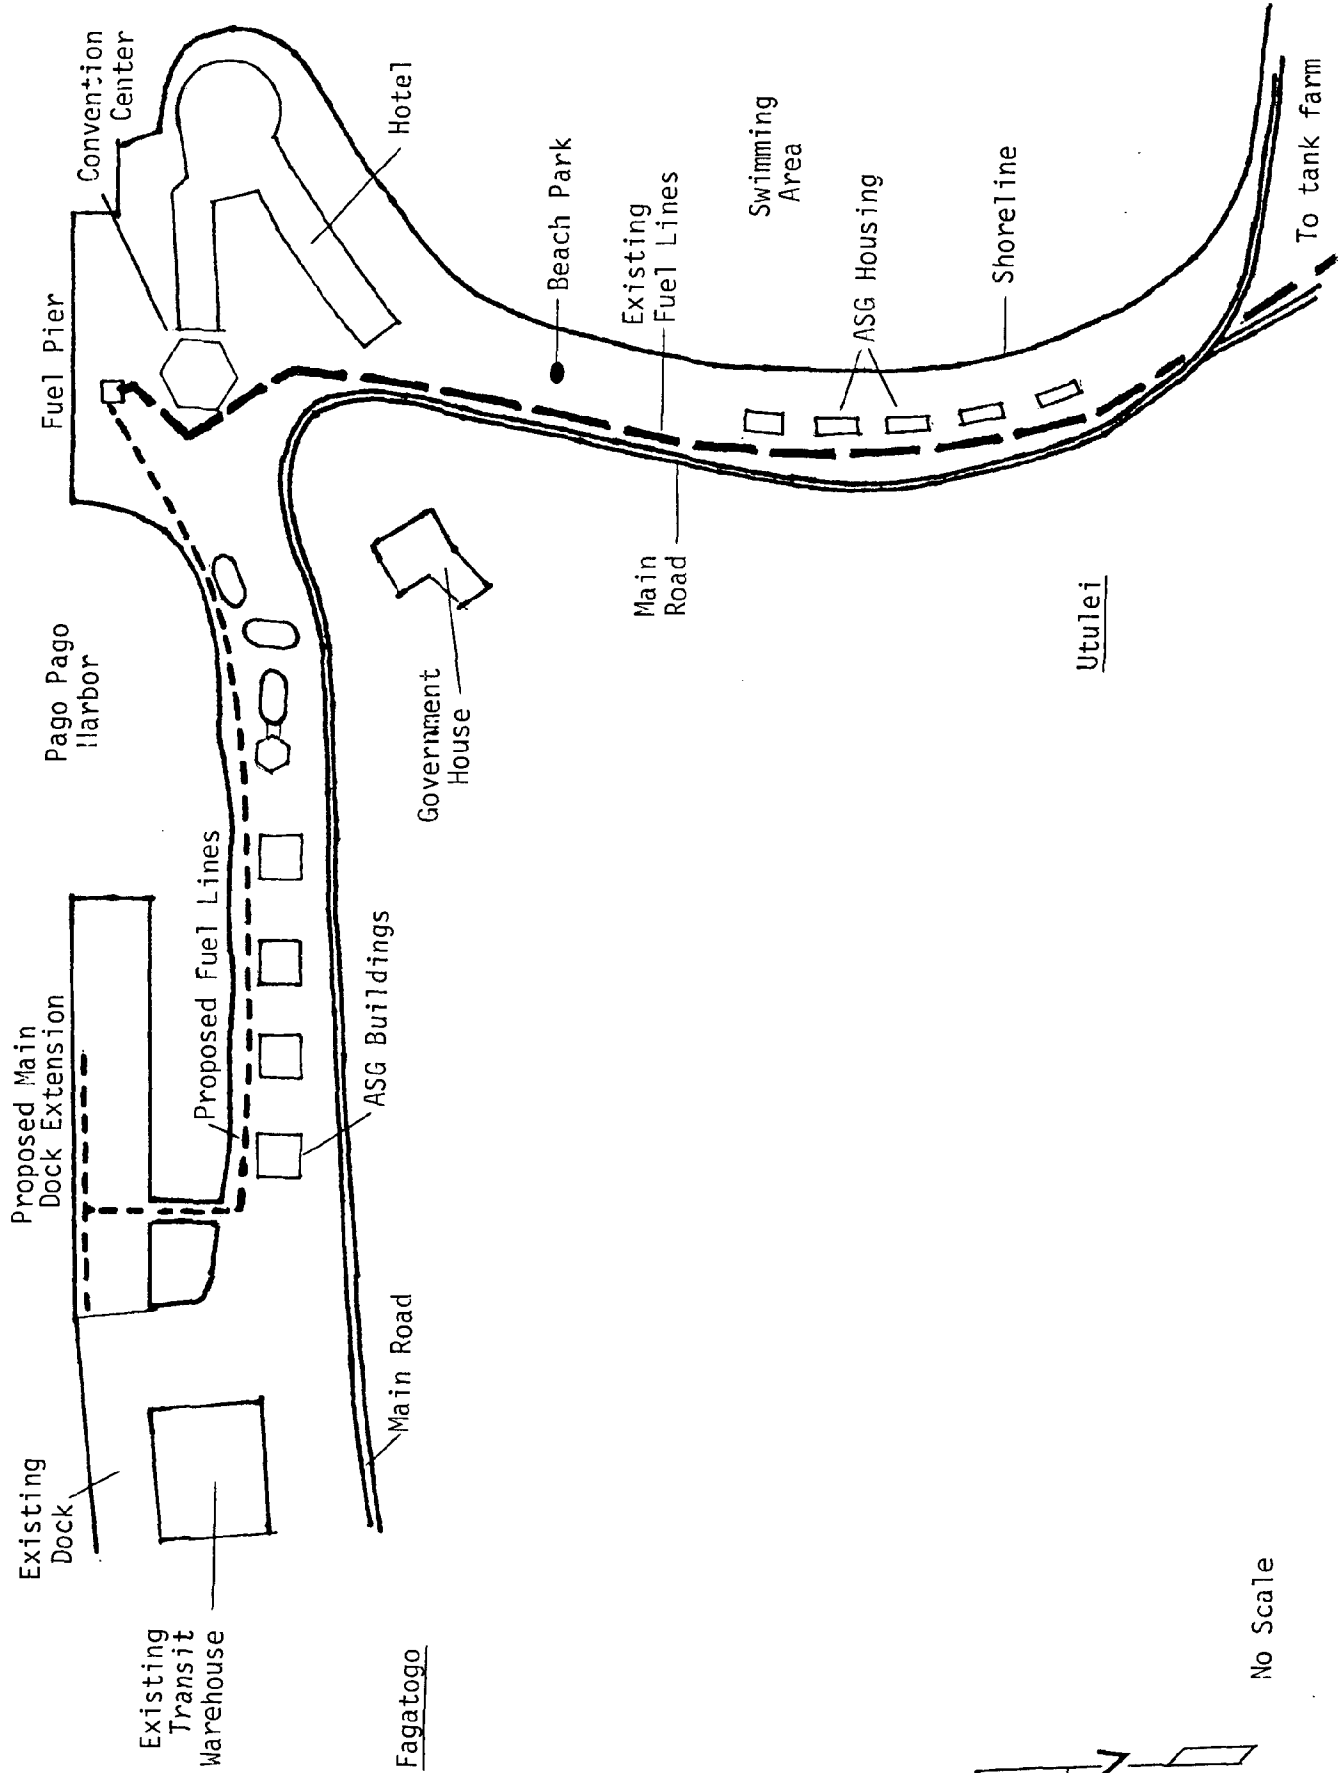 Existing
Dock
Proposed Main
Dock Extension
Pago Pago
Harbor
Fuel Pier
Convention
Center
Existing
Transit
Warehouse
Proposed Fuel Lines
Hotel
Fagatogo
Main Road
ASG Buildings
Government
House
Beach Park
Main
Road
Existing
Fuel Lines
Swimming
Area
ASG Housing
Utulei
Shoreline
No Scale
To tank farm